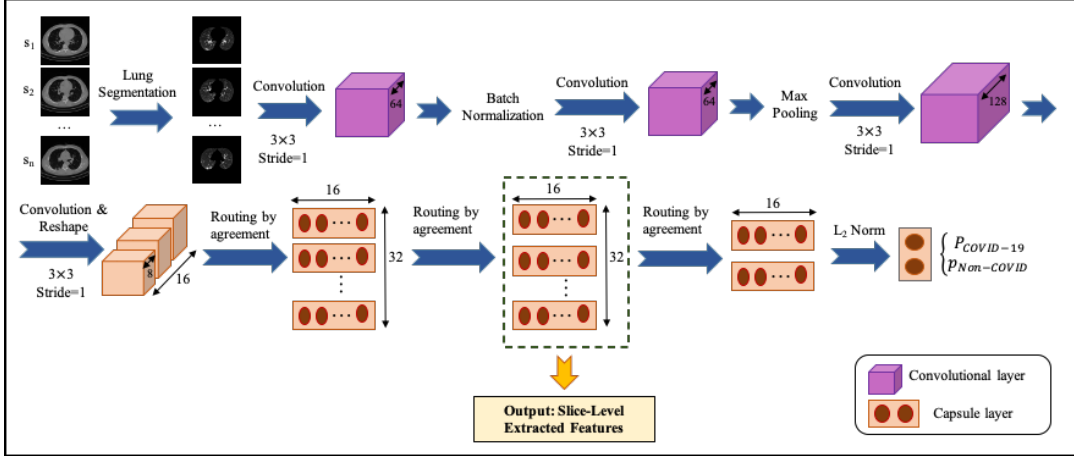 s1
s2
...
sn
Lung
Segmentation
...
Convolution
3×3
Stride=1
64
Batch
Normalization
Convolution
3×3
Stride=1
64
Max
Pooling
Convolution
3×3
Stride=1
128
Convolution &
Reshape
3×3
Stride=1
8
16
Routing by
agreement
16
...
...
⋮
...
32
Routing by
agreement
16
...
...
⋮
...
32
Routing by
agreement
16
...
...
L2 Norm
PCOVID−19
pNon−COVID
Output: Slice-Level
Extracted Features
Convolutional layer
Capsule layer